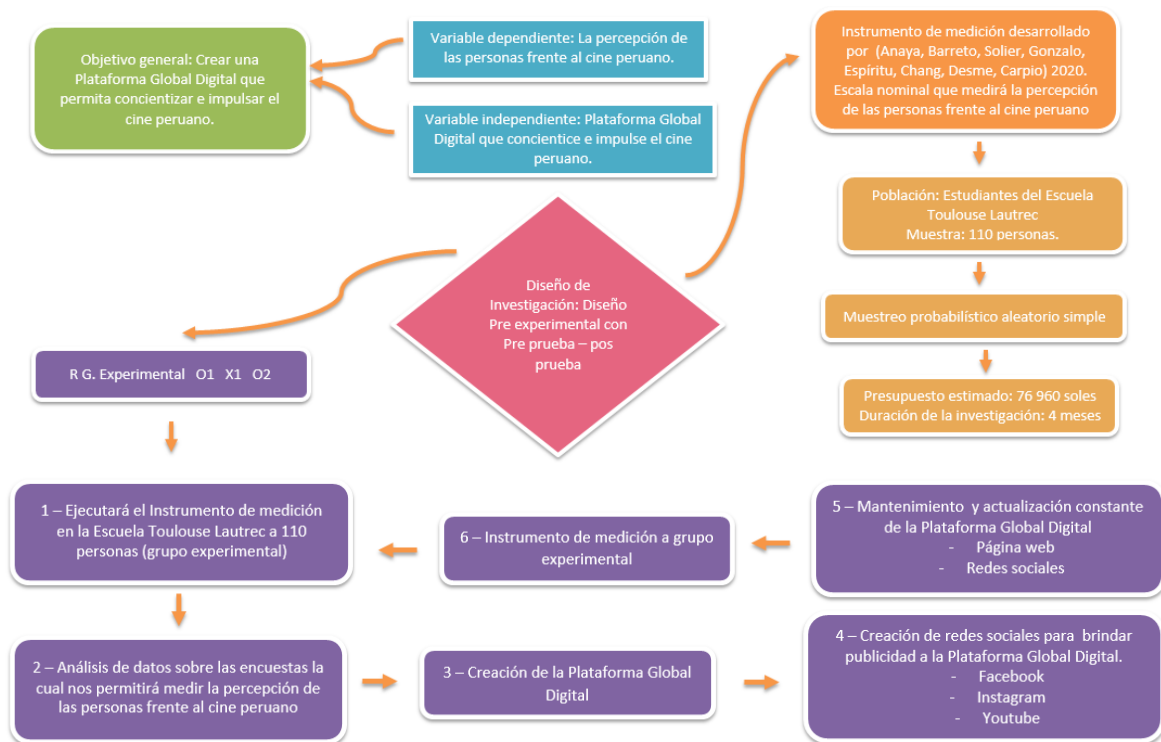 Objetivo general: Crear una
Plataforma Global Digital que
permita concientizar e impulsar el
cine peruano.
Variable dependiente: La percepción de
las personas frente al cine peruano.
Variable independiente: Plataforma Global
Digital que concientice e impulse el cine
peruano.
Instrumento de medición desarrollado
por (Anaya, Barreto, Solier, Gonzalo,
Espíritu, Chang, Desme, Carpio) 2020.
Escala nominal que medirá la percepción
de las personas frente al cine peruano
Población: Estudiantes del Escuela
Toulouse Lautrec
Muestra: 110 personas.
Muestreo probabilístico aleatorio simple
Presupuesto estimado: 76 960 soles
Duración de la investigación: 4 meses
Diseño de
Investigación: Diseño
Pre experimental con
Pre prueba – pos
prueba
R G. Experimental O1 X1 O2
1 – Ejecutará el Instrumento de medición
en la Escuela Toulouse Lautrec a 110
personas (grupo experimental)
2 – Análisis de datos sobre las encuestas la
cual nos permitirá medir la percepción de
las personas frente al cine peruano
3 – Creación de la Plataforma Global
Digital
4 – Creación de redes sociales para brindar
publicidad a la Plataforma Global Digital.
- Facebook
- Instagram
- Youtube
5 – Mantenimiento y actualización constante
de la Plataforma Global Digital
- Página web
- Redes sociales
6 – Instrumento de medición a grupo
experimental